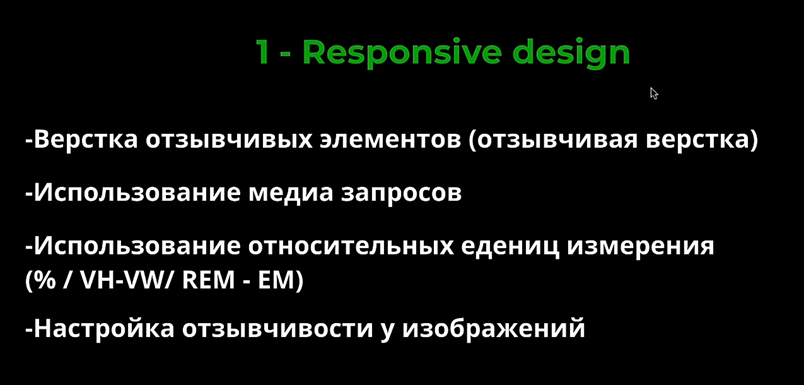 1 - Responsive design
-Верстка отзывчивых элементов (отзывчивая верстка)
-Использование медиа запросов
-Использование относительных едениц измерения
(% / VH-VW/ REM - EM)
-Настройка отзывчивости у изображений